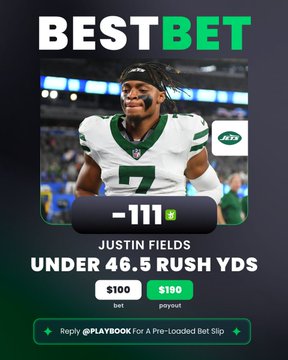 BESTBET
JETS
7
-111
JUSTIN FIELDS
UNDER 46.5 RUSH YDS
$100 $190
bet payout
Reply @PLAYBOOK For A Pre-Loaded Bet Slip